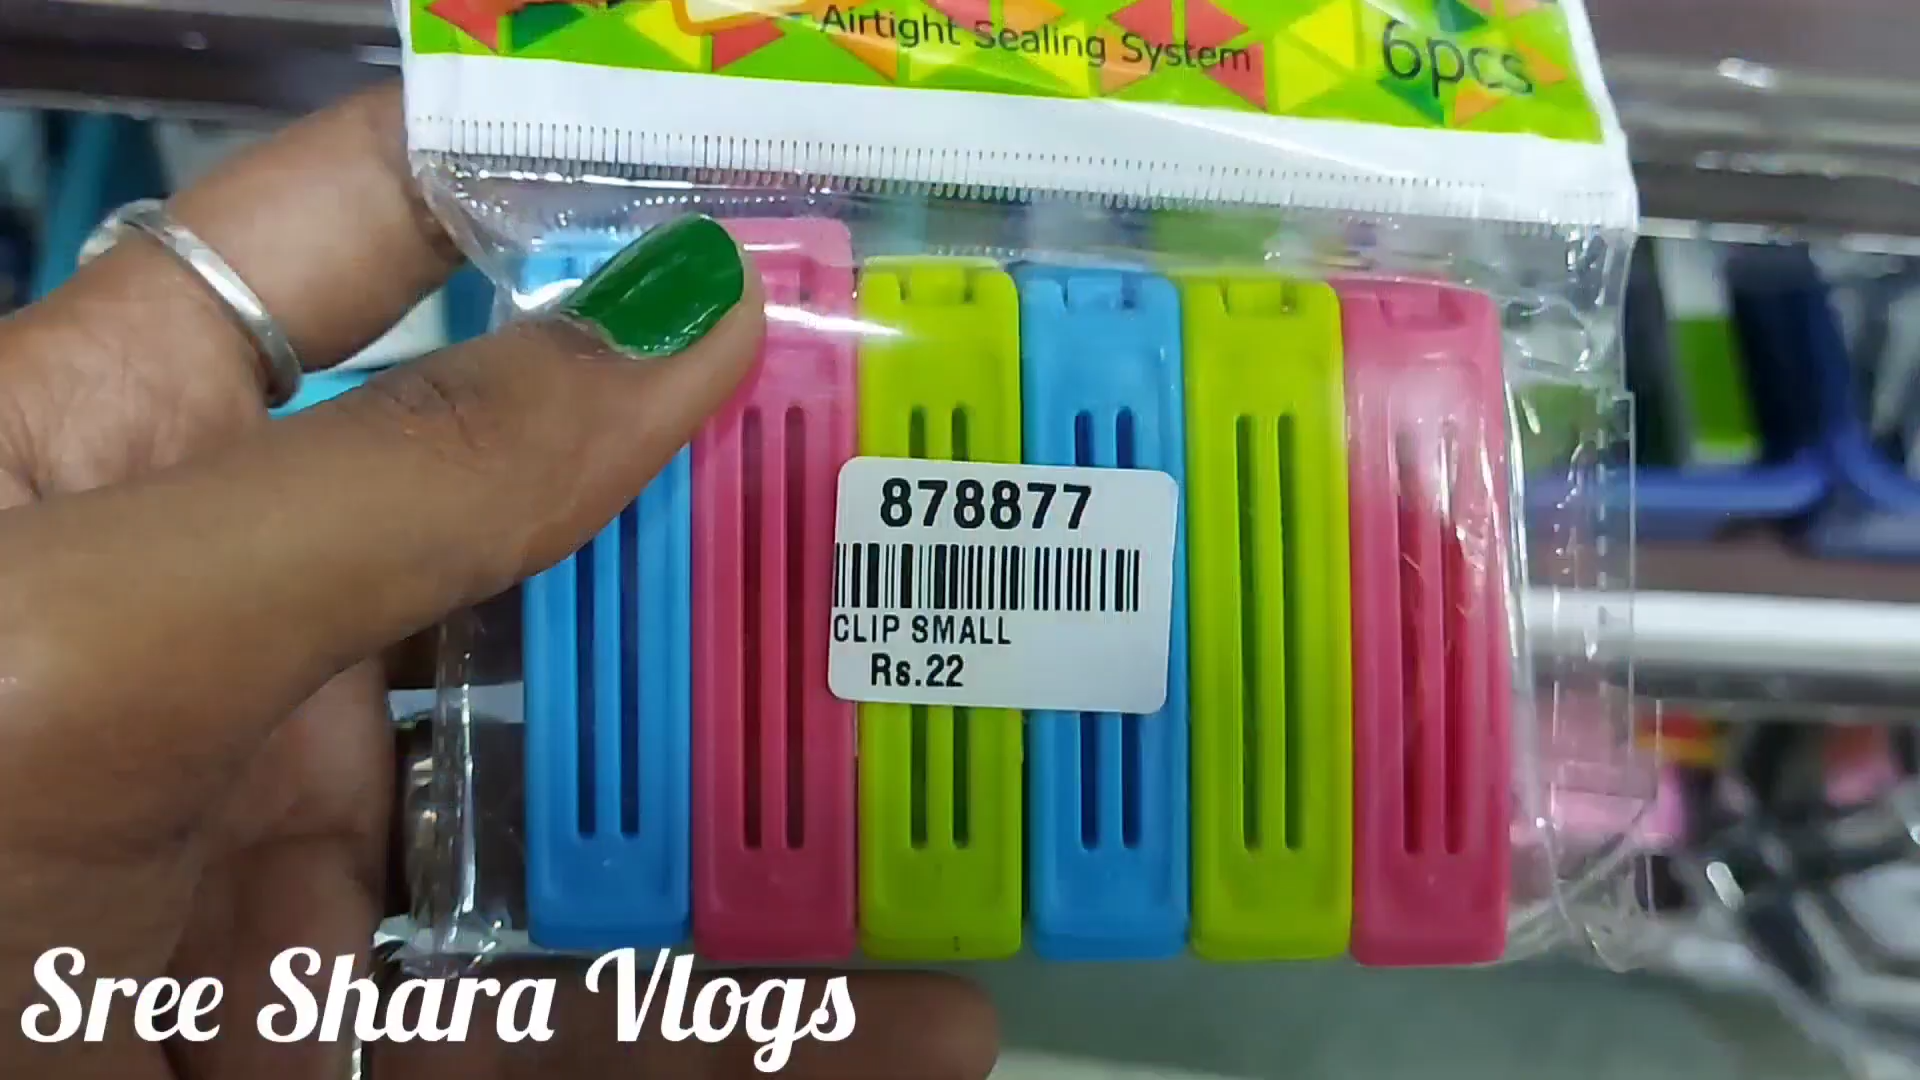 Airtight Sealing System
6pcs
878877
CLIP SMALL
Rs.22
Sree Shara Vlogs